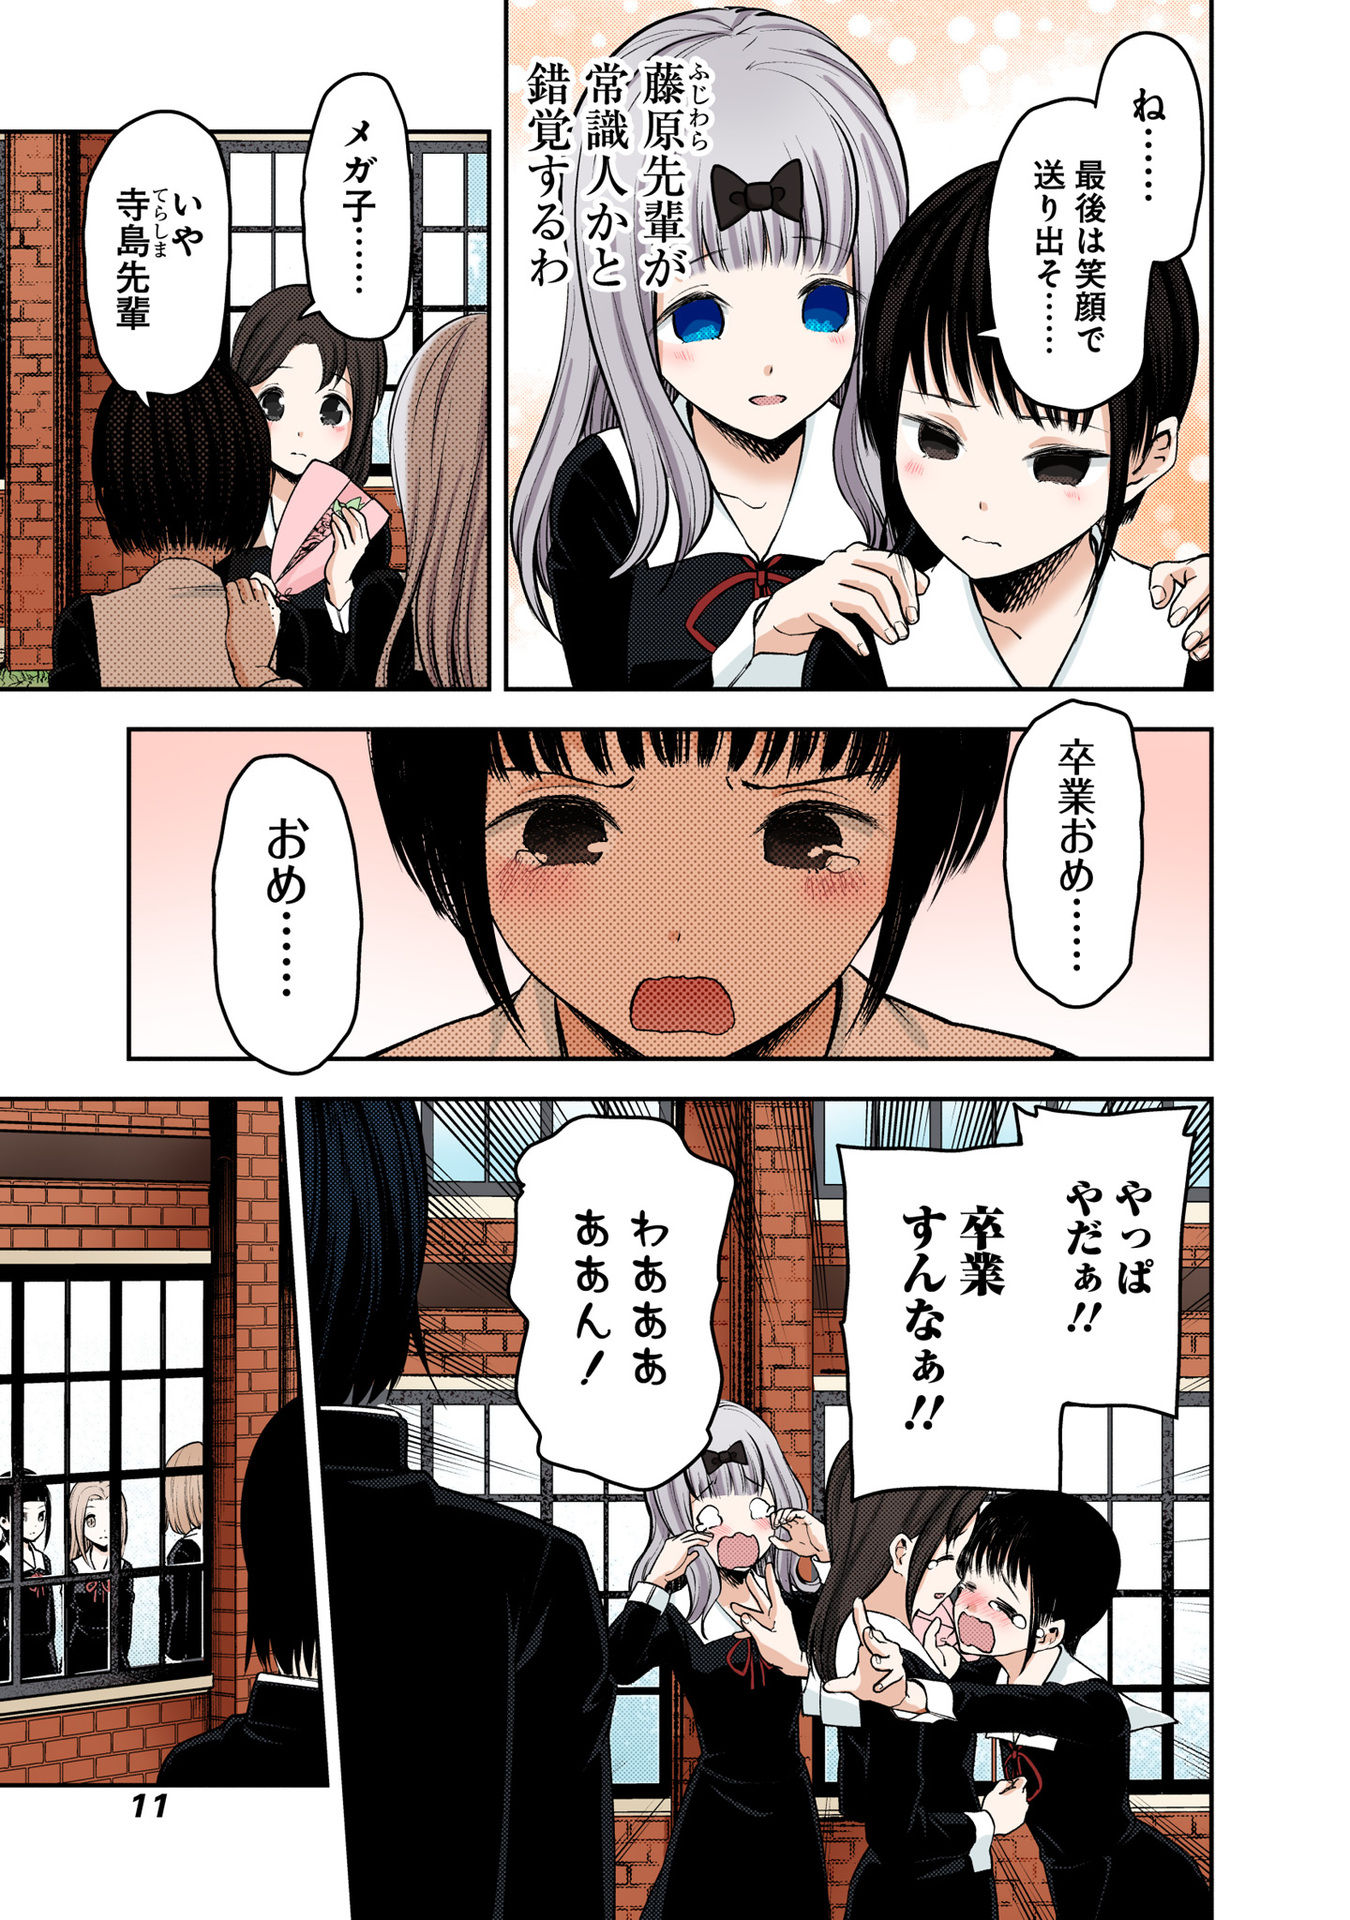 ね……
最後は笑顔で
送り出そ……
藤原先輩が
ふじわら
常識人かと
錯覚するわ
メガ子……
いや
寺島先輩
てらしま
卒業おめ……
おめ……
やっぱ
やだぁ!!
卒業
すんなぁ!!
わあああ
ああん！
11